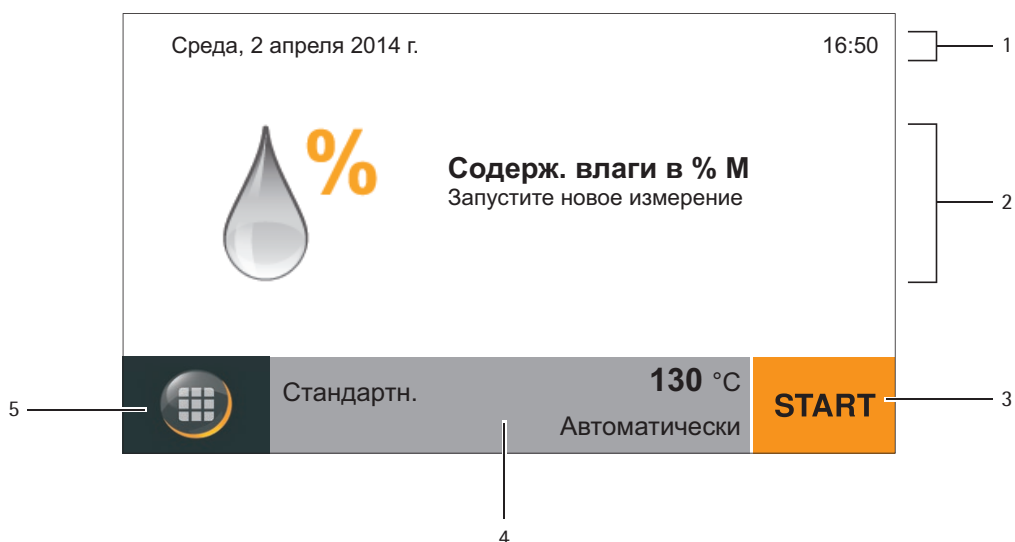 Среда, 2 апреля 2014 г. 16:50 1
%
Содерж. влаги в % M
Запустите новое измерение
2
Стандартн. 130 °C
Автоматически
START
3
5
4